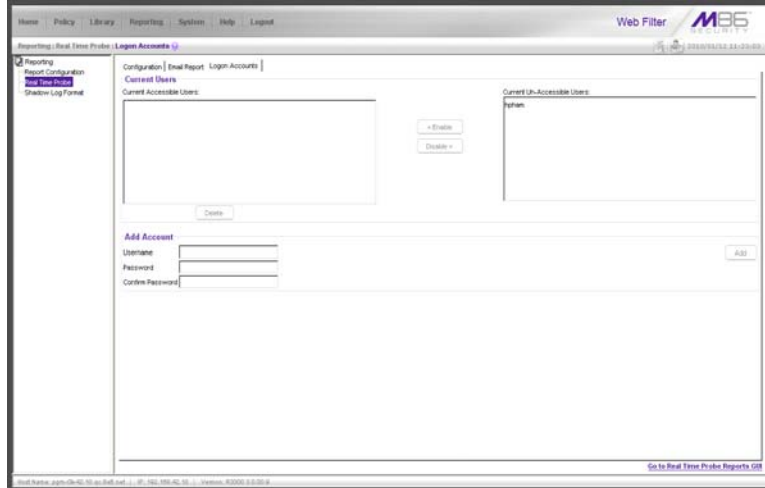 Home Policy Library Reporting System Help Logout
Web Filter
M86
SECURITY
Reporting : Real Time Probe : Logon Accounts
Reporting
Report Configuration
Real Time Probe
Shadow Log Format
Configuration Email Report Logon Accounts
Current Users
Current Accessible Users:
Current Un-Accessible Users:
hpham
< Enable
Disable >
Delete
Add Account
Username
Password
Confirm Password
Add
Go to Real Time Probe Reports GUI
Host Name: